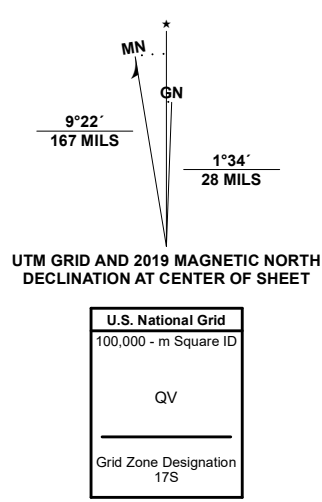 ★
MN
GN
9°22´
167 MILS
1°34´
28 MILS
UTM GRID AND 2019 MAGNETIC NORTH
DECLINATION AT CENTER OF SHEET
U.S. National Grid
100,000 - m Square ID
QV
Grid Zone Designation
17S